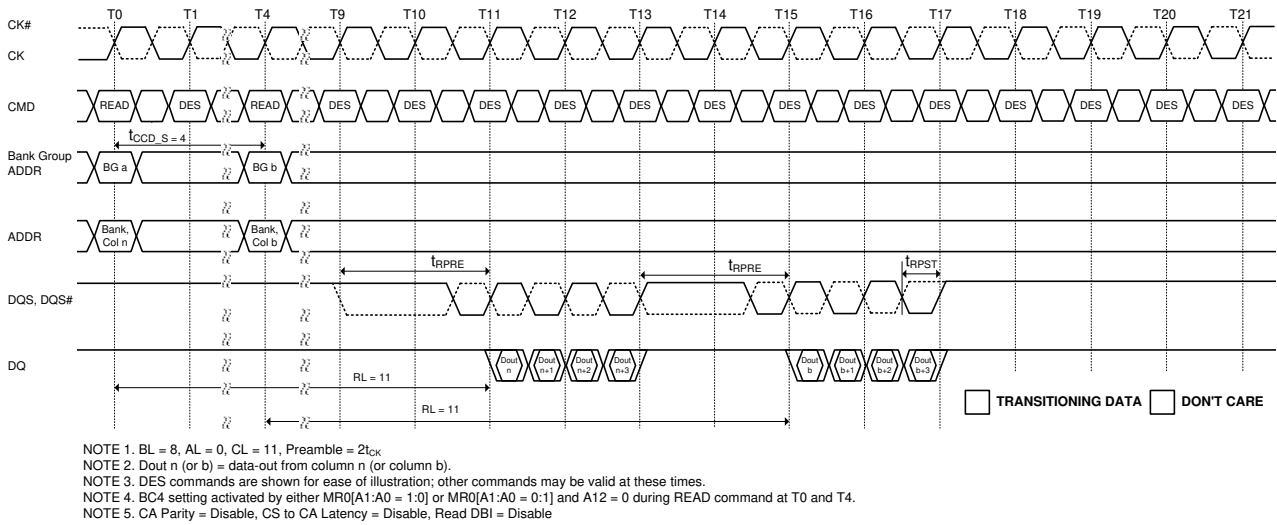 T0 T1 T4 T9 T10 T11 T12 T13 T14 T15 T16 T17 T18 T19 T20 T21
CK#
CK
CMD READ DES READ DES DES DES DES DES DES DES DES DES DES DES DES DES
tCCD_S = 4
Bank Group
ADDR
BG a BG b
ADDR
Bank, Col n
Bank, Col b
tRPRE tRPRE tRPST
DQS, DQS#
DQ
Dout n
Dout n+1
Dout n+2
Dout n+3
Dout b
Dout b+1
Dout b+2
Dout b+3
RL = 11
RL = 11
TRANSITIONING DATA DON'T CARE
NOTE 1. BL = 8, AL = 0, CL = 11, Preamble = 2tCK
NOTE 2. Dout n (or b) = data-out from column n (or column b).
NOTE 3. DES commands are shown for ease of illustration; other commands may be valid at these times.
NOTE 4. BC4 setting activated by either MR0[A1:A0 = 1:0] or MR0[A1:A0 = 0:1] and A12 = 0 during READ command at T0 and T4.
NOTE 5. CA Parity = Disable, CS to CA Latency = Disable, Read DBI = Disable